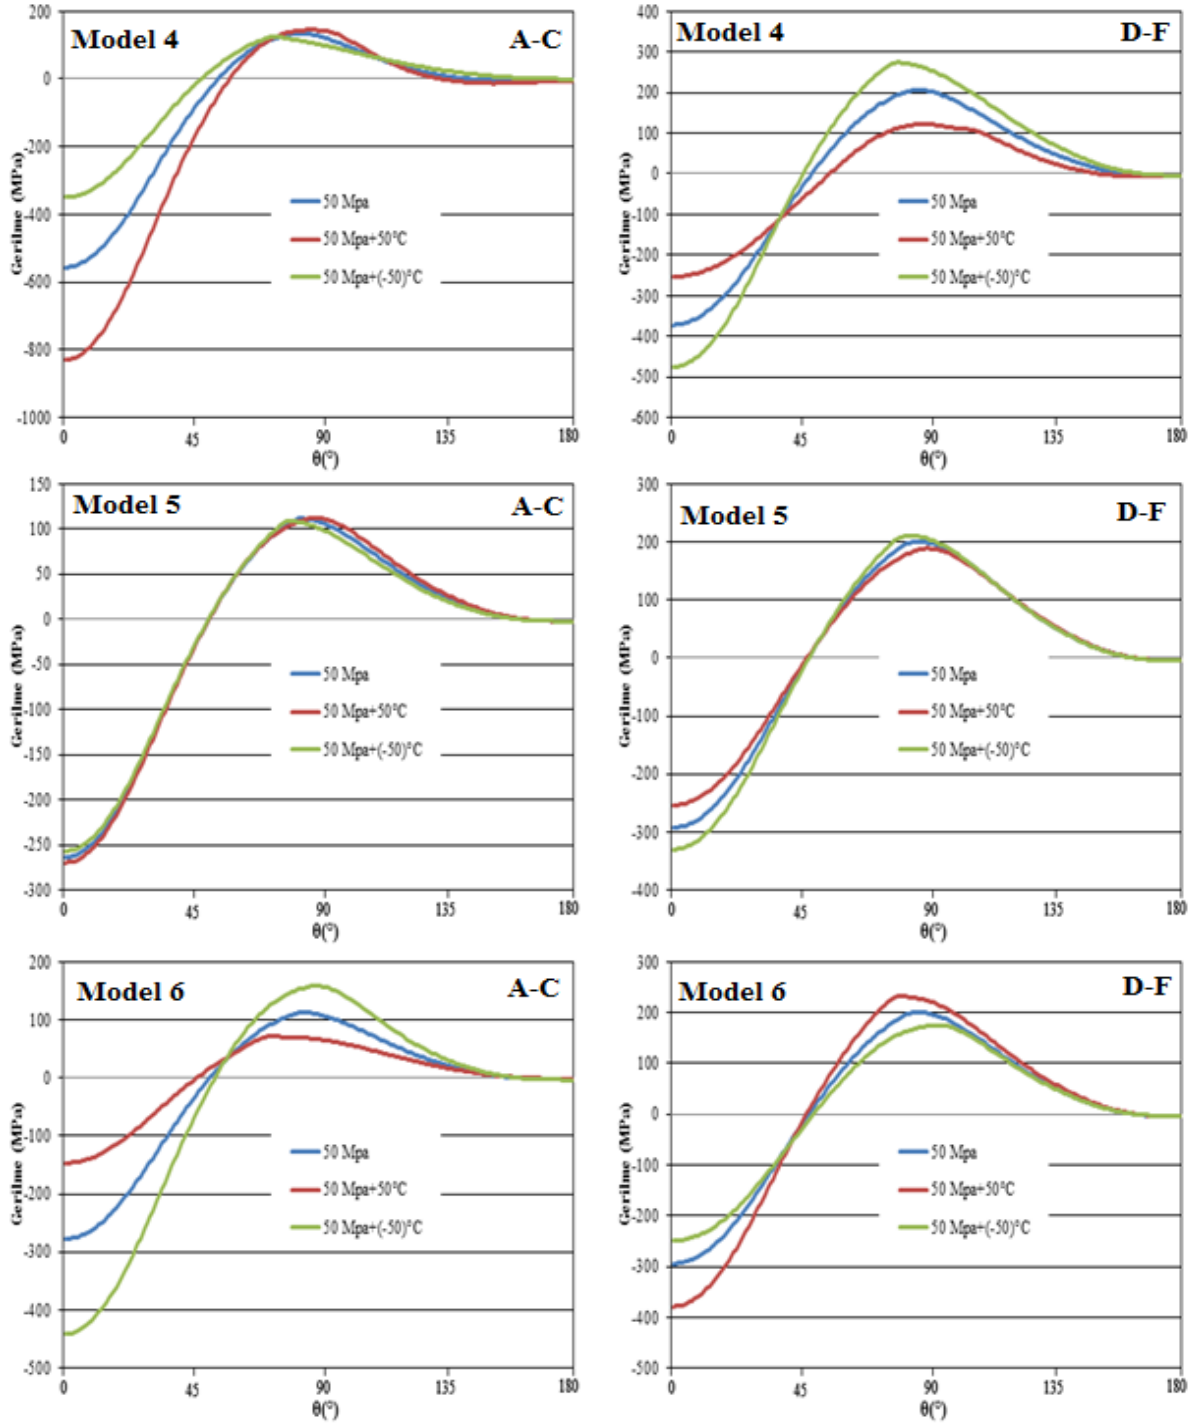 Model 4
A-C
Gerilme (MPa)
200
0
-200
-400
-600
-800
-1000
50 Mpa
50 Mpa+50°C
50 Mpa+(-50)°C
0
45
90
135
180
θ(°)
Model 4
D-F
Gerilme (MPa)
400
300
200
100
0
-100
-200
-300
-400
-500
-600
50 Mpa
50 Mpa+50°C
50 Mpa+(-50)°C
0
45
90
135
180
θ(°)
Model 5
A-C
Gerilme (MPa)
150
100
50
0
-50
-100
-150
-200
-250
-300
50 Mpa
50 Mpa+50°C
50 Mpa+(-50)°C
0
45
90
135
180
θ(°)
Model 5
D-F
Gerilme (MPa)
300
200
100
0
-100
-200
-300
-400
50 Mpa
50 Mpa+50°C
50 Mpa+(-50)°C
0
45
90
135
180
θ(°)
Model 6
A-C
Gerilme (MPa)
200
100
0
-100
-200
-300
-400
-500
50 Mpa
50 Mpa+50°C
50 Mpa+(-50)°C
0
45
90
135
180
θ(°)
Model 6
D-F
Gerilme (MPa)
300
200
100
0
-100
-200
-300
-400
-500
50 Mpa
50 Mpa+50°C
50 Mpa+(-50)°C
0
45
90
135
180
θ(°)